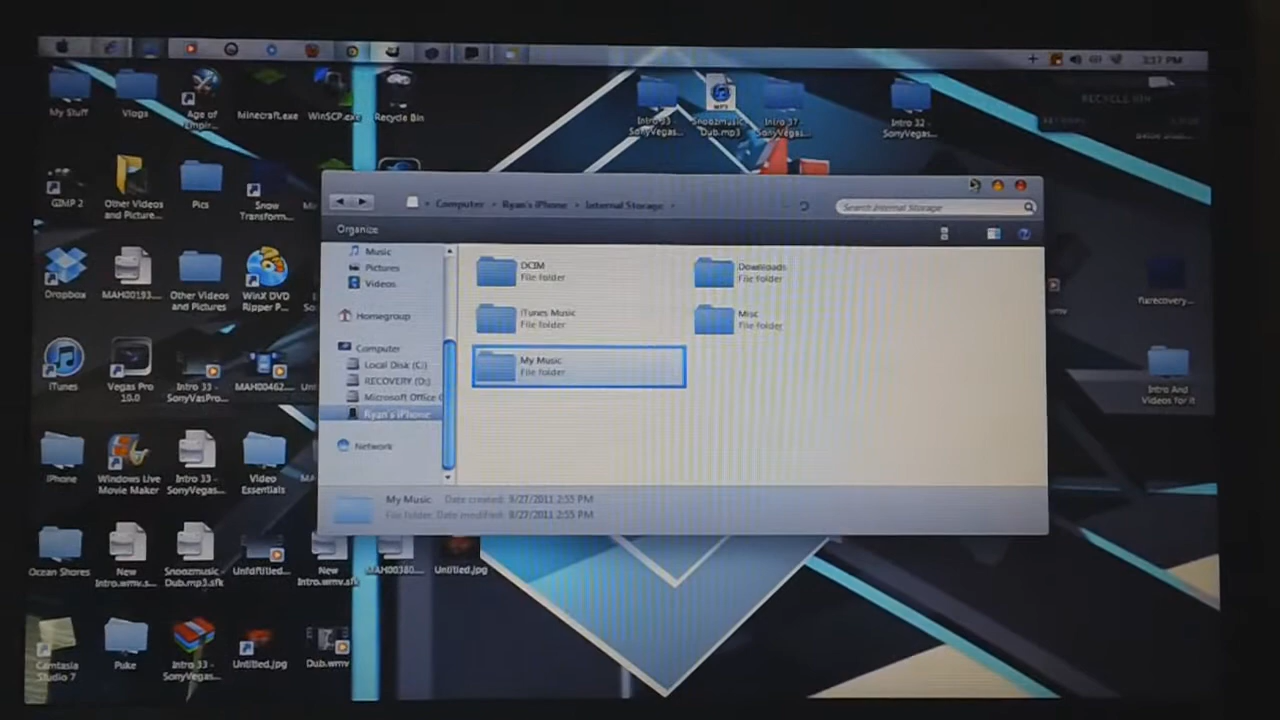 3:17 PM
My Stuff
Vlogs
Age of
Empir...
Minecraft.exe
WinSCP.exe
Recycle Bin
Intro 33 -
SonyVegas...
Snoozmusic
Dub.mp3
Intro 37
SonyVegas...
Intro 32 -
SonyVegas...
RECYCLE BIN
GIMP 2
Other Videos
and Picture...
Pics
Snow
Transform...
Computer
Ryan's iPhone
Internal Storage
Search Internal Storage
Organize
Music
Pictures
Videos
Homegroup
Computer
Local Disk (C:)
RECOVERY (D:)
Microsoft Office
Ryan's iPhone
Network
DCIM
File folder
Downloads
File folder
iTunes Music
File folder
Misc
File folder
My Music
File folder
My Music Date created: 8/27/2011 2:55 PM
File folder Date modified: 8/27/2011 2:55 PM
Dropbox
MAH00193...
Other Videos
and Pictures
WinX DVD
Ripper P...
fixrecovery...
iTunes
Vegas Pro
10.0
Intro 33 -
SonyVasPro...
MAH00462...
Intro And
Videos for it
iPhone
Windows Live
Movie Maker
Intro 33 -
SonyVegas...
Video
Essentials
Ocean Shores
New
Intro.wmv.s...
Snoozmusic -
Dub.mp3.sfk
New
Intro.wmv.sfk
MAH00380...
Untitled.jpg
Camtasia
Studio 7
Puke
Intro 33 -
SonyVegas...
Untitled.jpg
Dub.wmv